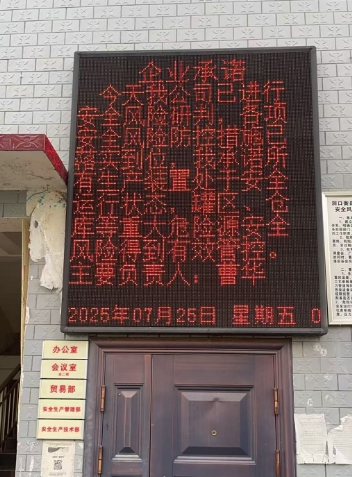 企业承诺
今天我公司已进行
安全风险研判,各项
安全风险防控措施已
落实到位,我承诺所
有生产装置处于安全
运行状态,罐区、仓
库等重大危险源安全
风险得到有效管控。
主要负责人:曹华
2025年07月25日 星期五 0
办公室
会议室
贸易部
安全生产管理部
安全生产技术部